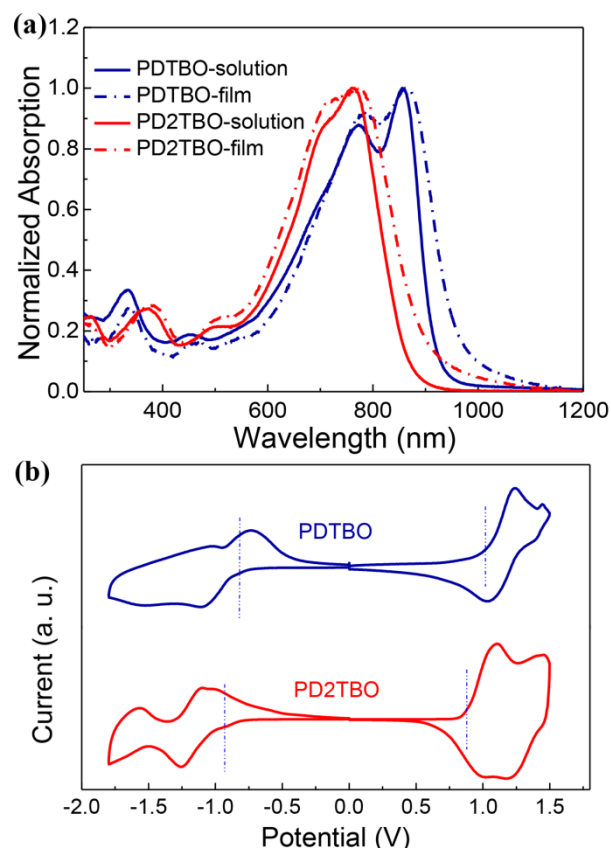 (a)
1.2
1.0
0.8
0.6
0.4
0.2
0.0
Normalized Absorption
PDTBO-solution
PDTBO-film
PD2TBO-solution
PD2TBO-film
400 600 800 1000 1200
Wavelength (nm)
(b)
PDTBO
PD2TBO
Current (a. u.)
-2.0 -1.5 -1.0 -0.5 0.0 0.5 1.0 1.5
Potential (V)